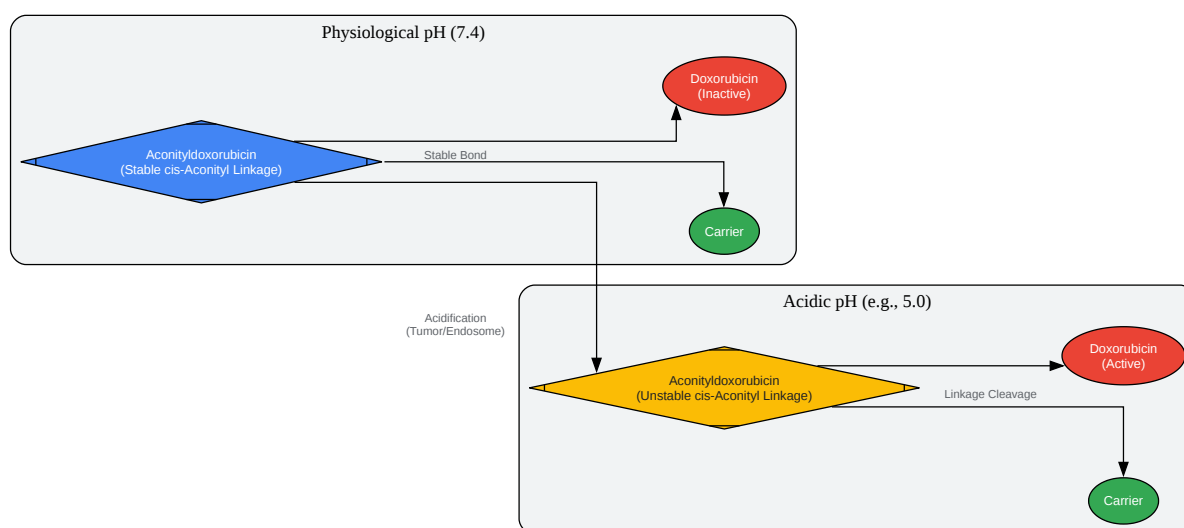 Physiological pH (7.4)
Doxorubicin
(Inactive)
Aconityldoxorubicin
(Stable cis-Aconityl Linkage)
Stable Bond
Carrier
Acidification
(Tumor/Endosome)
Acidic pH (e.g., 5.0)
Doxorubicin
(Active)
Aconityldoxorubicin
(Unstable cis-Aconityl Linkage)
Linkage Cleavage
Carrier